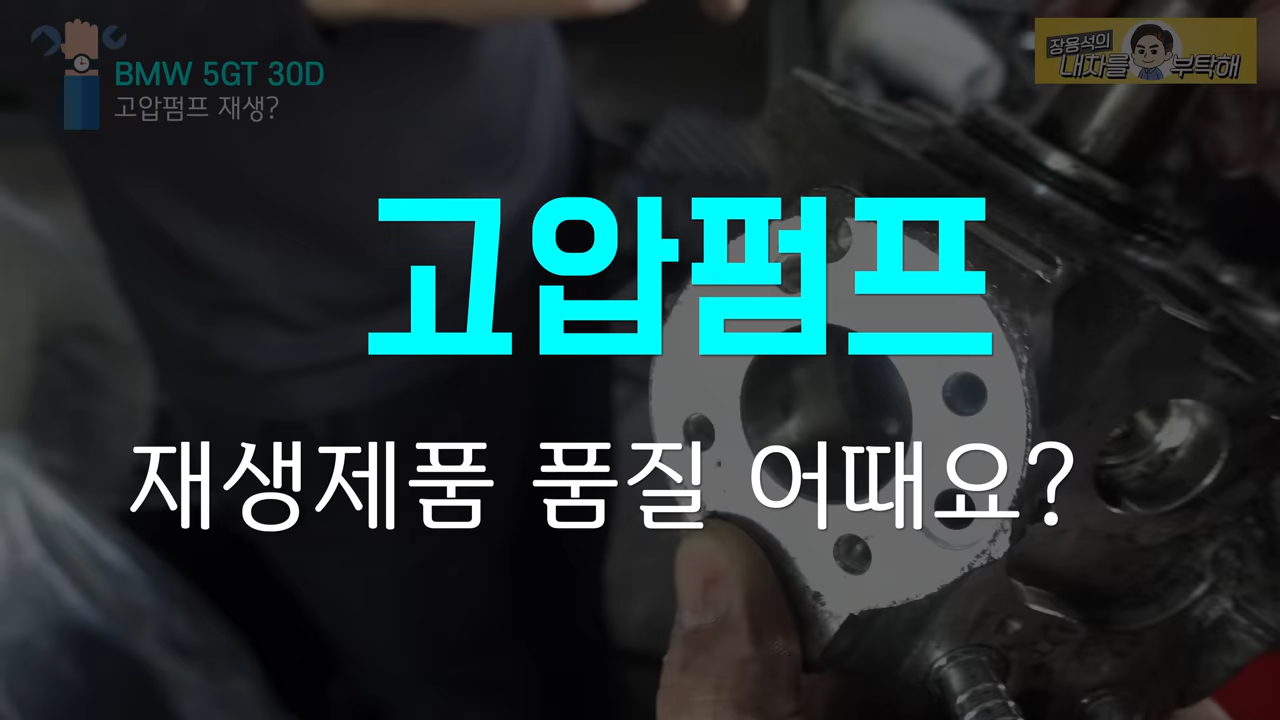 BMW 5GT 30D
고압펌프 재생?
장용석의
내차를 부탁해
고압펌프
재생제품 품질 어때요?